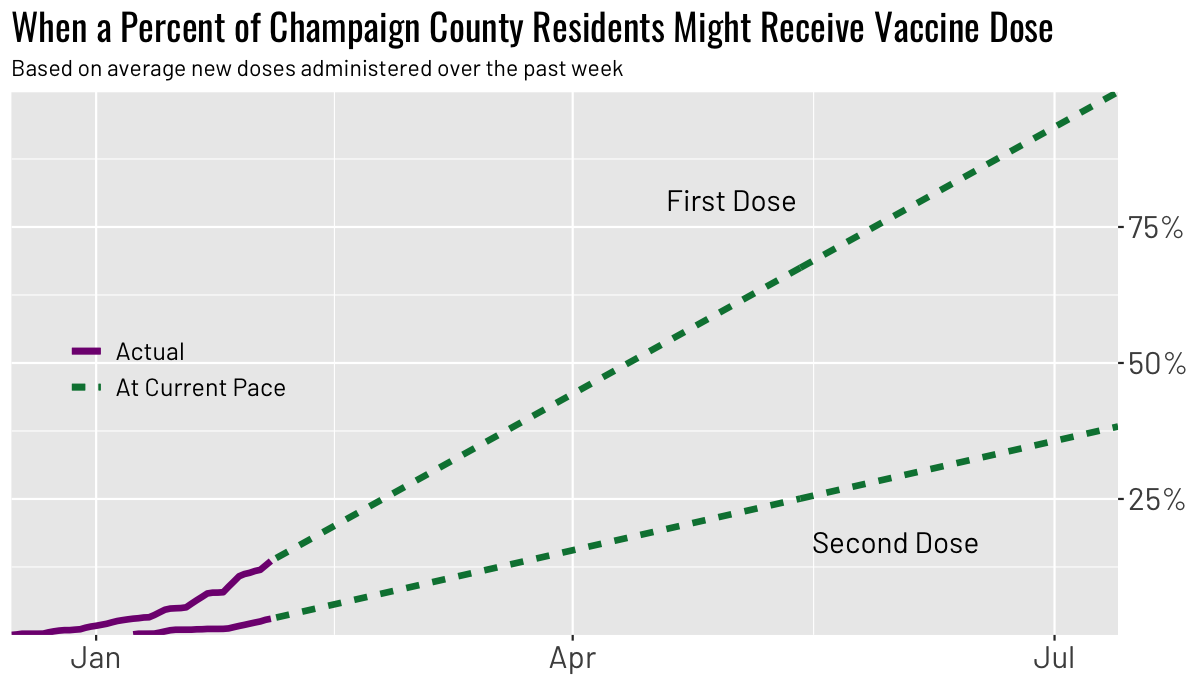 When a Percent of Champaign County Residents Might Receive Vaccine Dose
Based on average new doses administered over the past week
First Dose
75%
Actual
50%
At Current Pace
25%
Second Dose
Jan Apr Jul